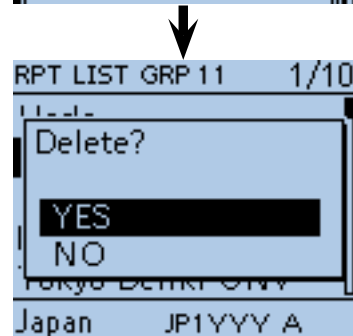 RPT LIST GRP 11 1/10
Delete?
YES
NO
Japan JP1YYY A